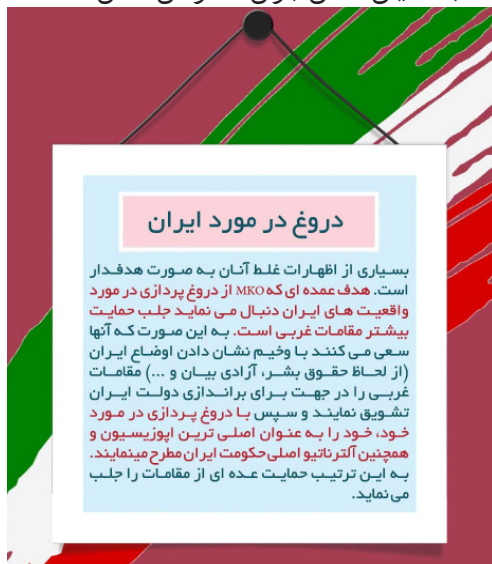 دروغ در مورد ایران
بسیاری از اظهارات غلط آنان به صورت هدفدار
است. هدف عمده ای که MKO از دروغ پردازی در مورد
واقعیت های ایران دنبال می نماید جلب حمایت
بیشتر مقامات غربی است. به این صورت که آنها
سعی می کنند با وخیم نشان دادن اوضاع ایران
(از لحاظ حقوق بشر، آزادی بیان و ...) مقامات
غربی را در جهت برای براندازی دولت ایران
تشویق نمایند و سپس با دروغ پردازی در مورد
خود، خود را به عنوان اصلی ترین اپوزیسیون و
همچنین آلترناتیو اصلی حکومت ایران مطرح مینمایند.
به این ترتیب حمایت عده ای از مقامات را جلب
می نماید.